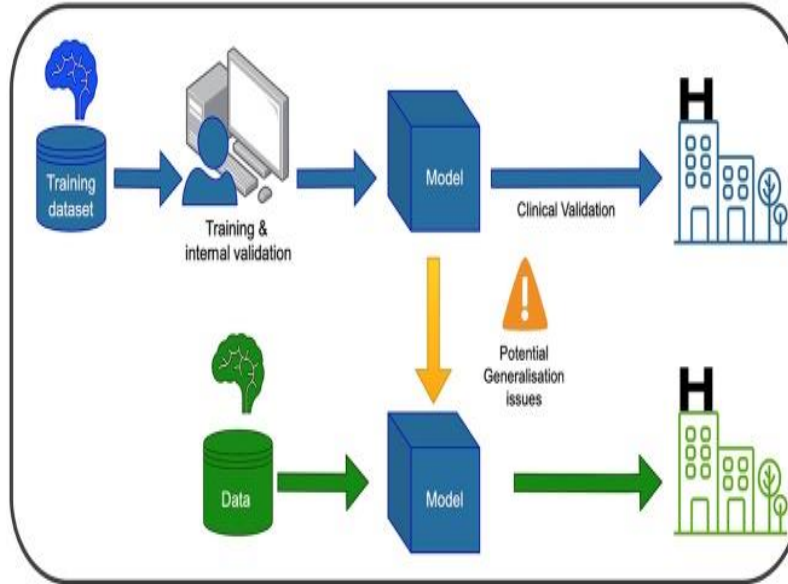 Training
dataset
Training &
internal validation
Model
Clinical Validation
H
Potential
Generalisation
issues
Data
Model
H